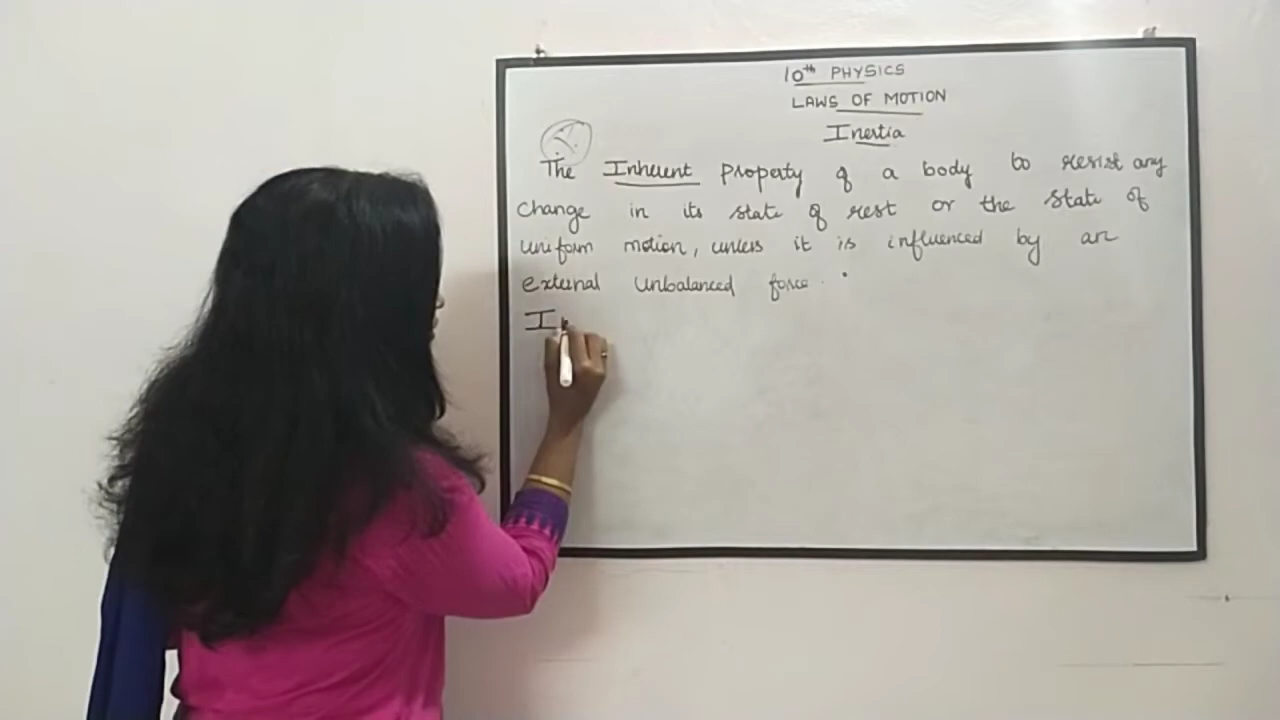 10th PHYSICS
LAWS OF MOTION
Inertia
The Inherent property of a body to resist any
change in its state of rest or the state of
uniform motion, unless it is influenced by an
external unbalanced force.
I